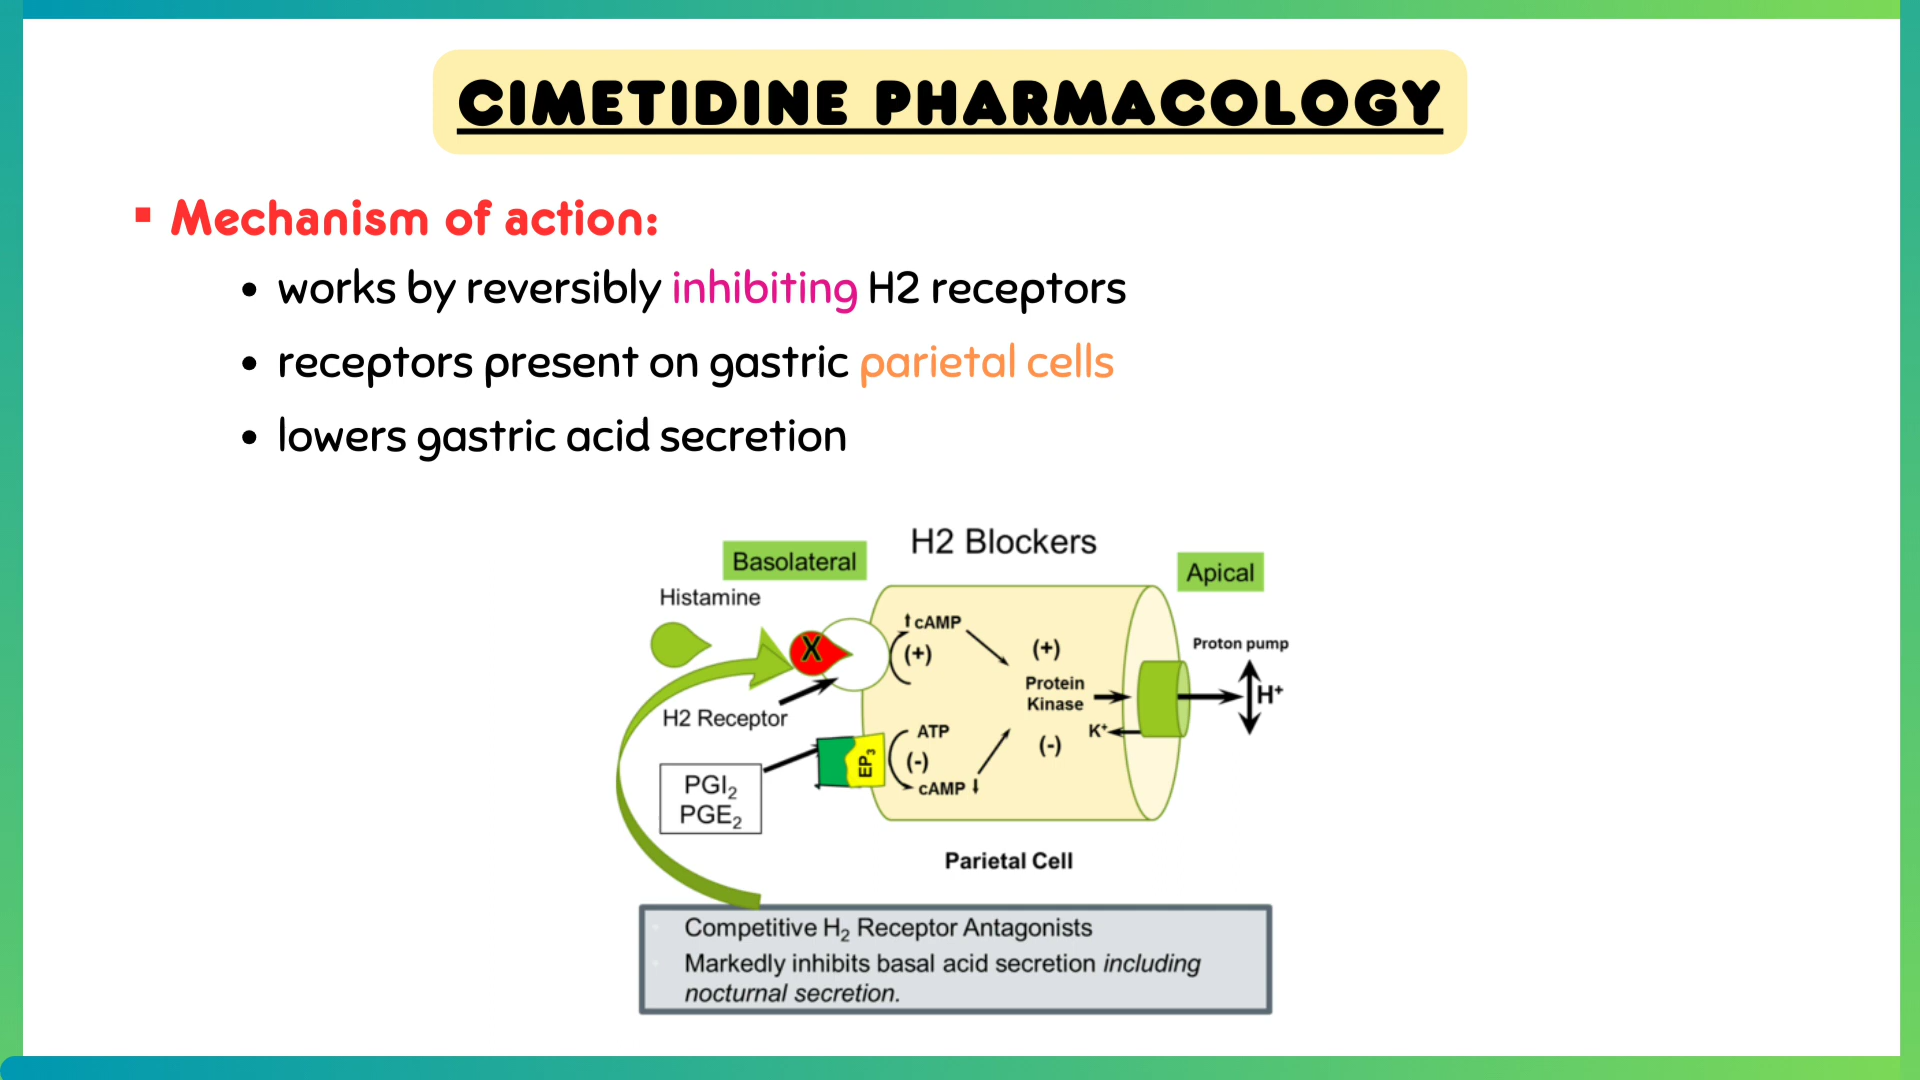 CIMETIDINE PHARMACOLOGY
Mechanism of action:
works by reversibly inhibiting H2 receptors
receptors present on gastric parietal cells
lowers gastric acid secretion
H2 Blockers
Basolateral
Apical
Histamine
X
↑cAMP
(+)
(+)
Proton pump
Protein
Kinase
H⁺
H2 Receptor
K⁺
ATP
(-)
(-)
EP₃
cAMP↓
PGI₂
PGE₂
Parietal Cell
Competitive H₂ Receptor Antagonists
Markedly inhibits basal acid secretion including
nocturnal secretion.